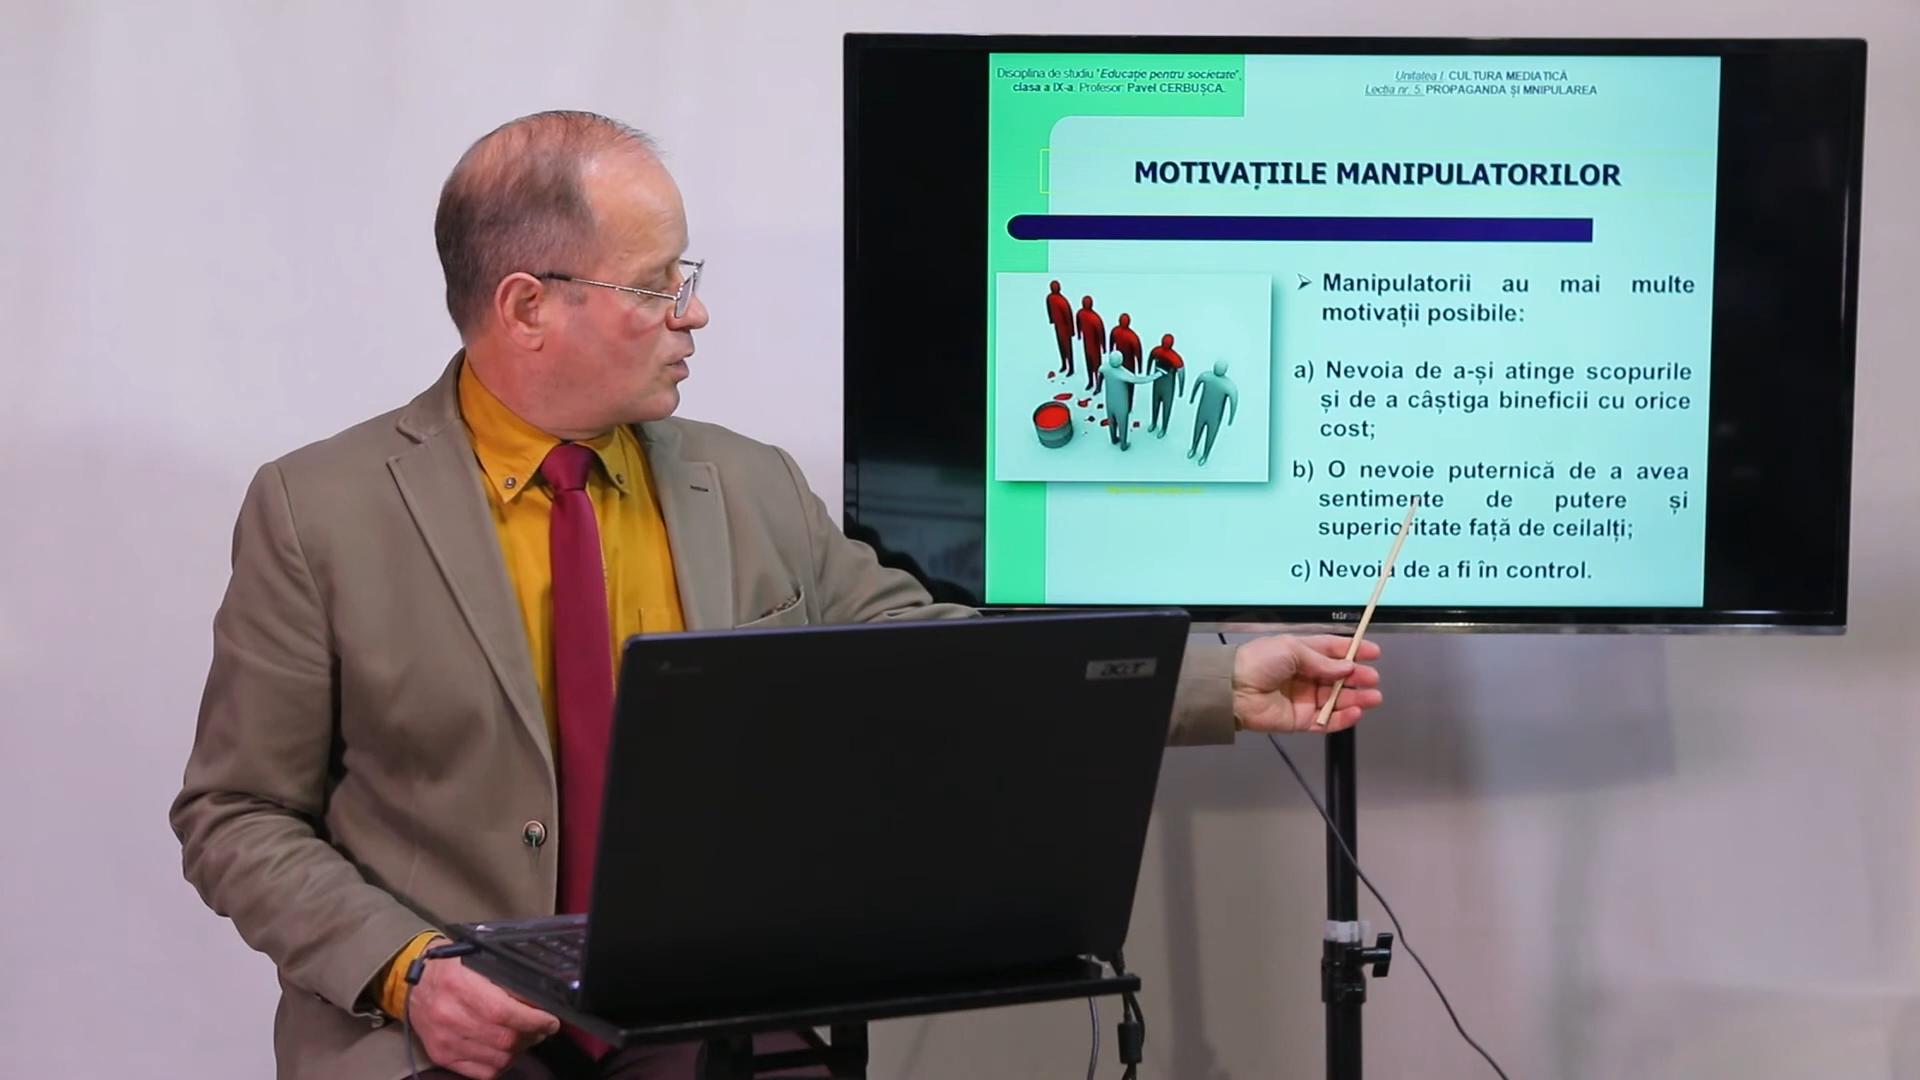 Disciplina de studiu "Educație pentru societate",
clasa a IX-a. Profesor: Pavel CERBUȘCA.
Unitatea I. CULTURA MEDIATICĂ
Lecția nr. 5. PROPAGANDA ȘI MNIPULAREA
MOTIVAȚIILE MANIPULATORILOR
➢ Manipulatorii au mai multe
motivații posibile:
a) Nevoia de a-și atinge scopurile
și de a câștiga bineficii cu orice
cost;
b) O nevoie puternică de a avea
sentimente de putere și
superioritate față de ceilalți;
c) Nevoia de a fi în control.
acer